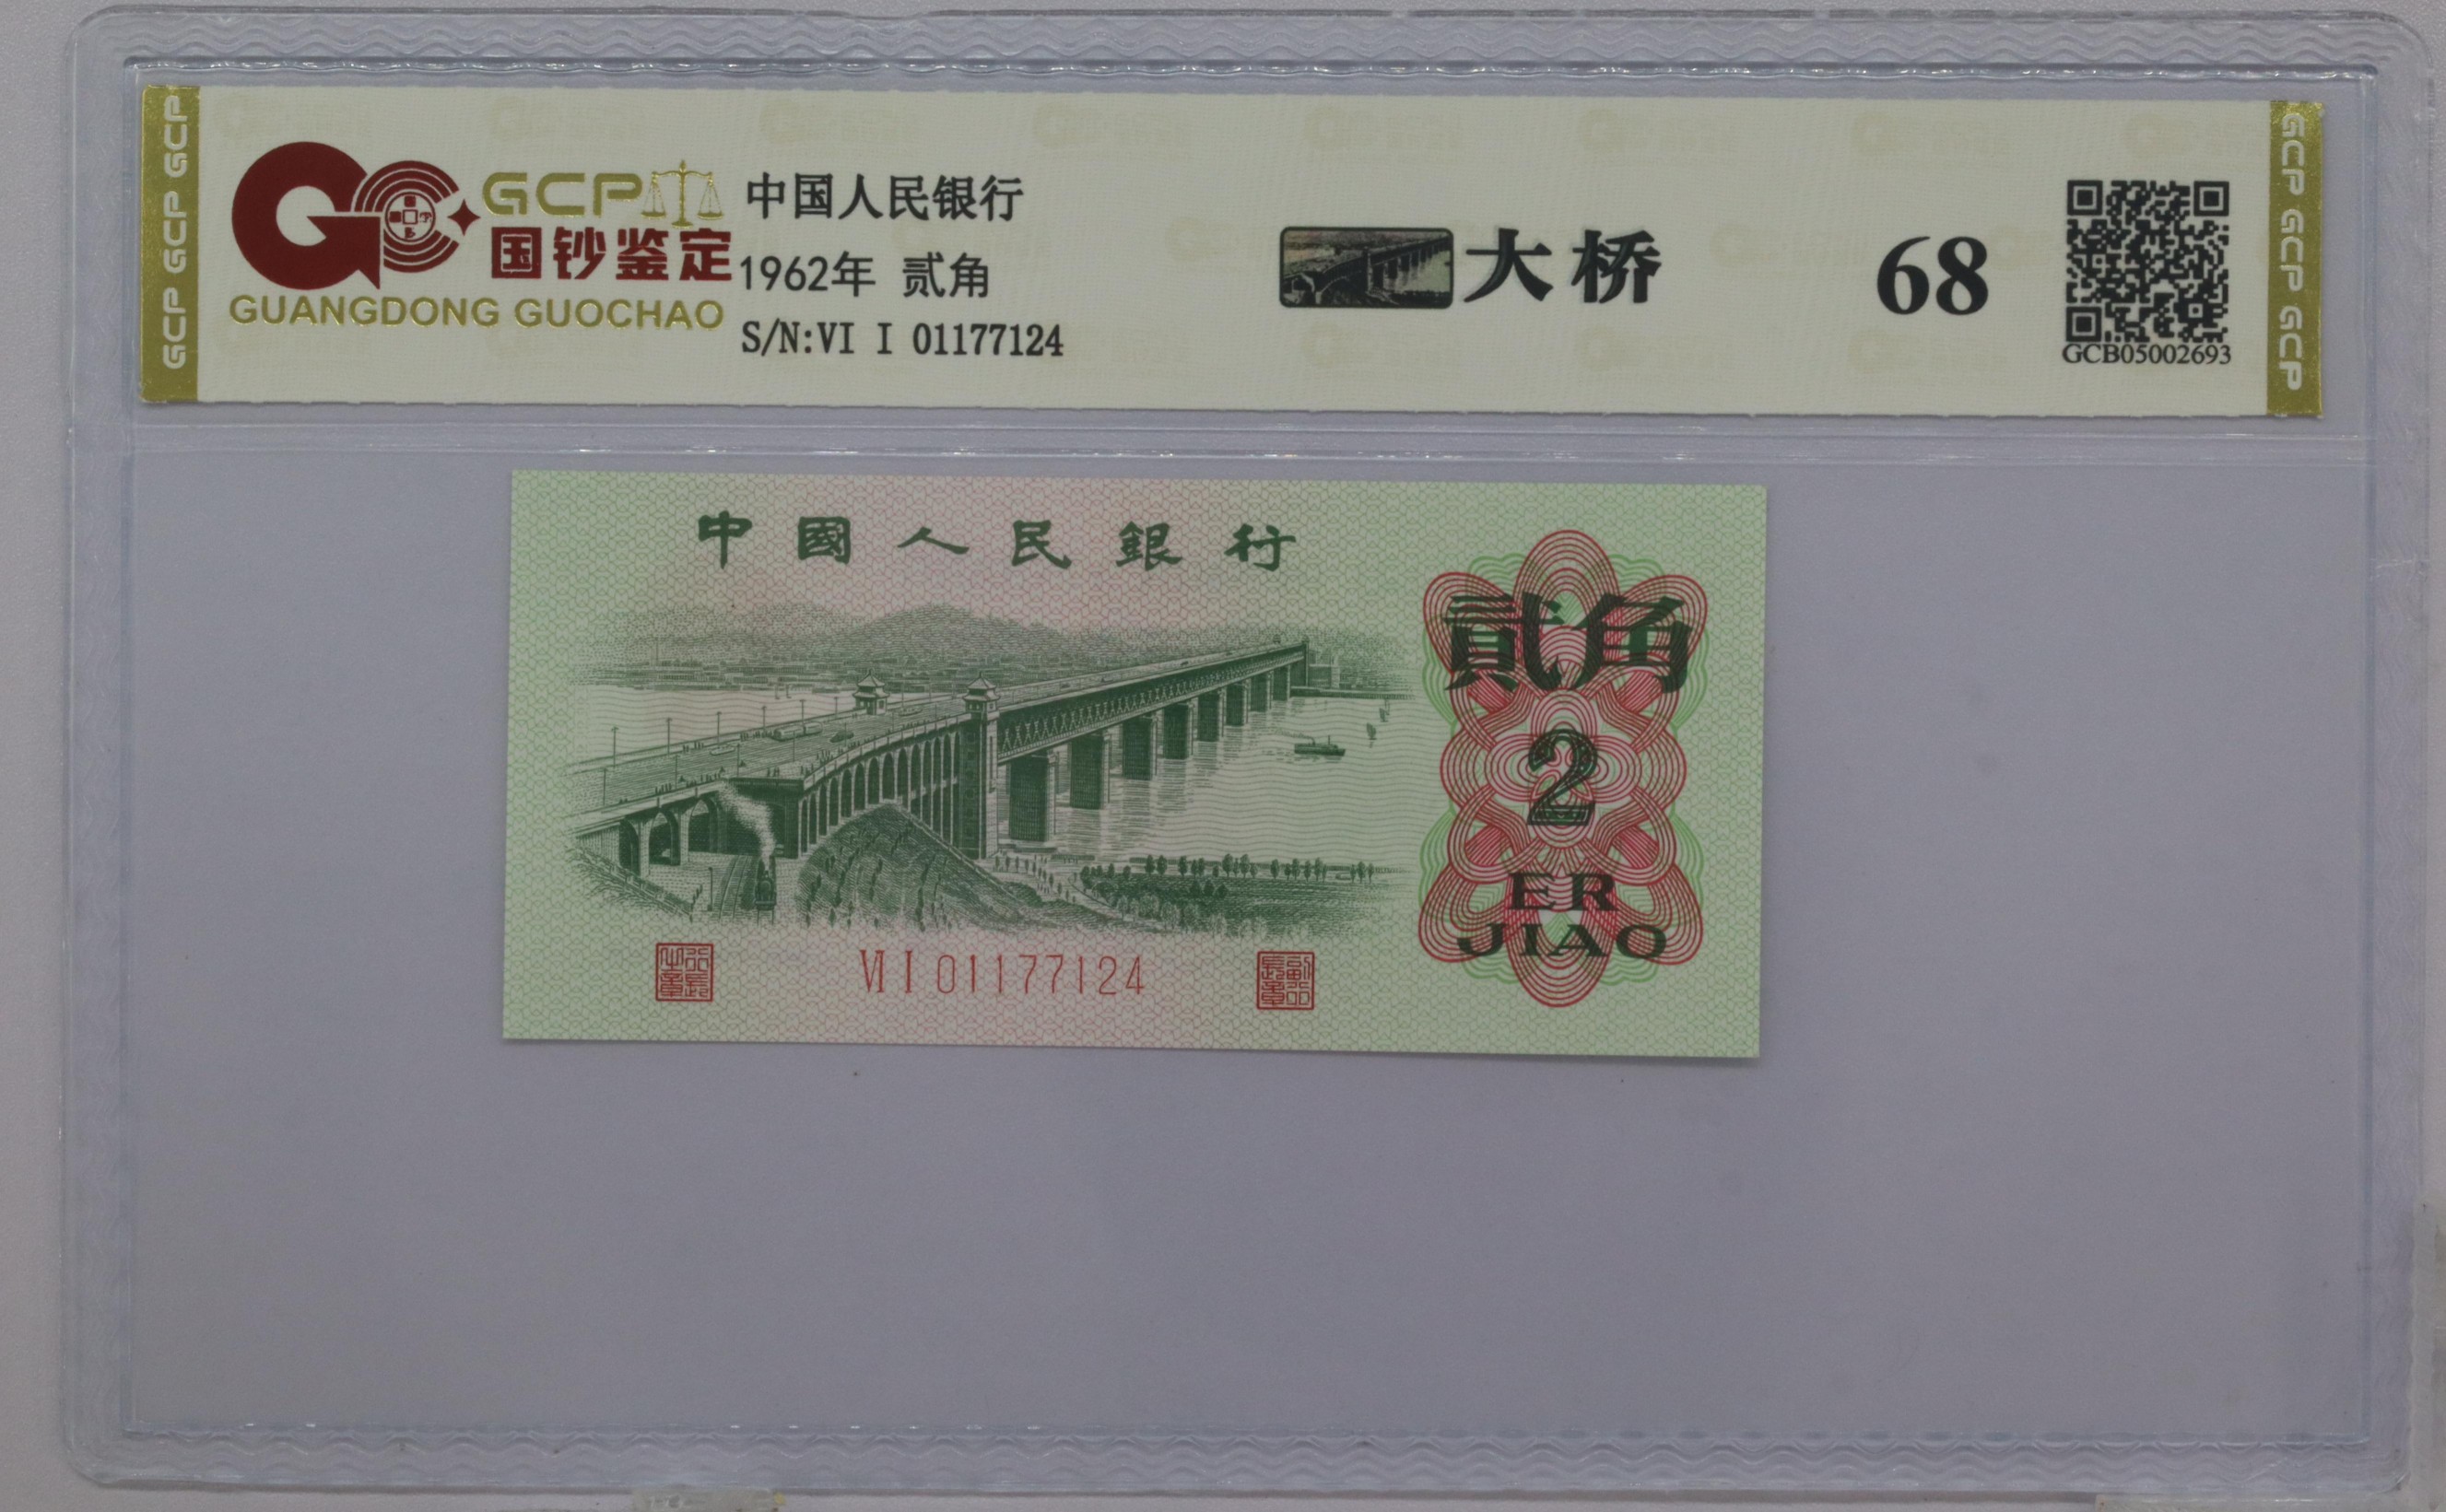 GCP GCP GCP
GCP
国钞鉴定
GUANGDONG GUOCHAO
中国人民银行
1962年 贰角
S/N:VI I 01177124
大桥
68
GCB05002693
GCP GCP GCP
中國人民銀行
貳角
2
ER
JIAO
VI I 01177124